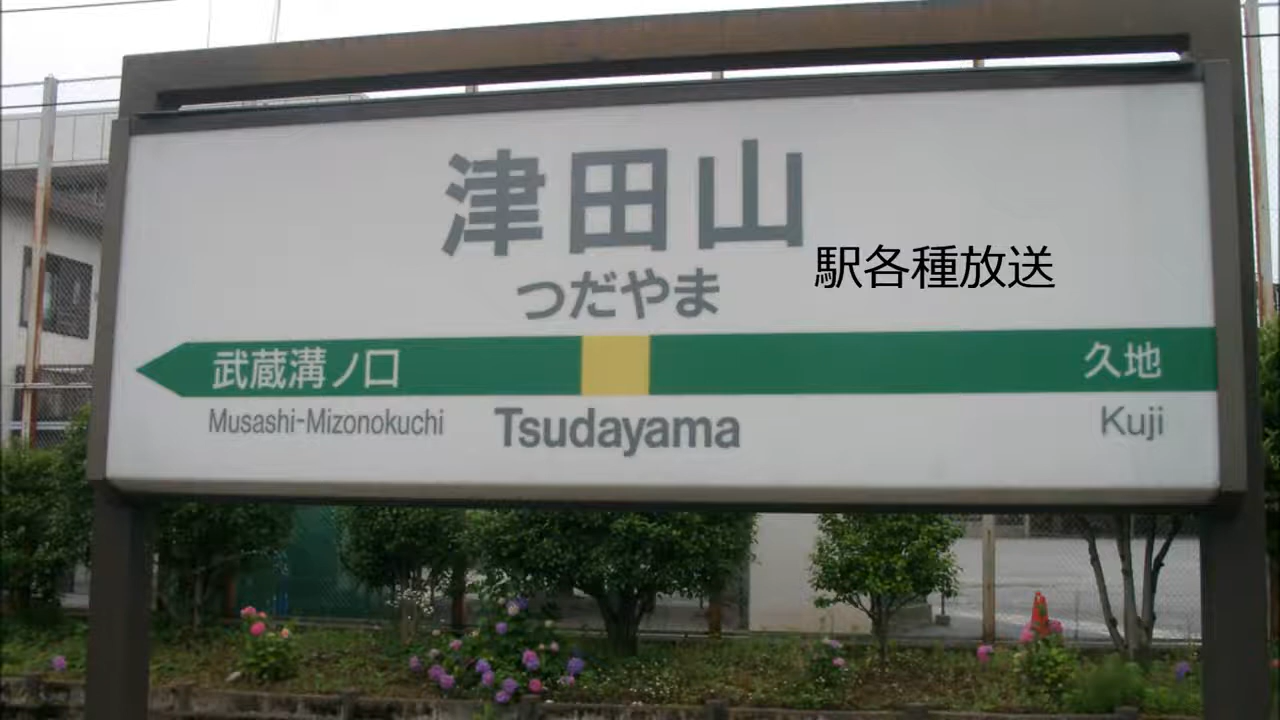 津田山
駅各種放送
つだやま
武蔵溝ノ口
久地
Musashi-Mizonokuchi
Tsudayama
Kuji